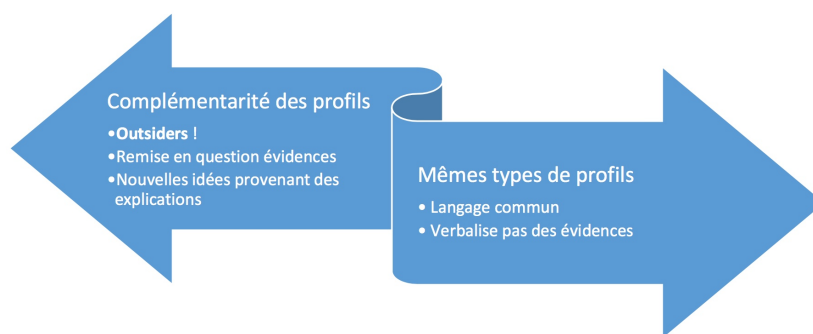 Complémentarité des profils
•Outsiders !
•Remise en question évidences
•Nouvelles idées provenant des
explications
Mêmes types de profils
• Langage commun
• Verbalise pas des évidences